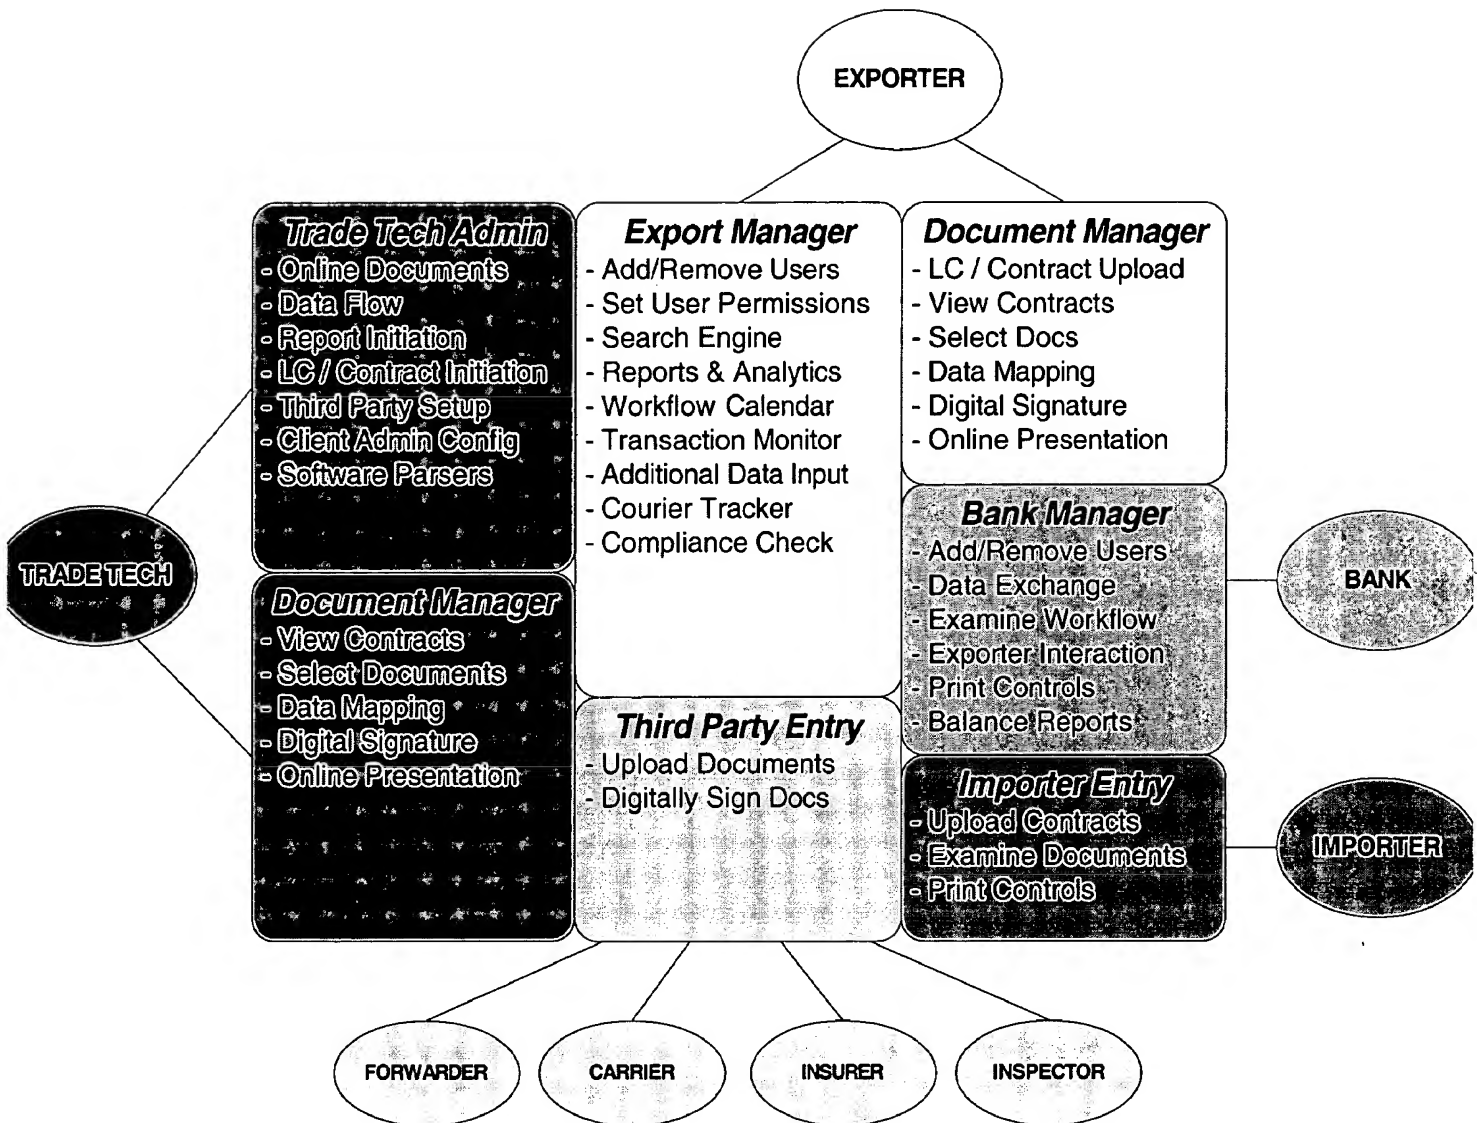 EXPORTER
Trade Tech Admin
- Online Documents
- Data Flow
- Report Initiation
- LC / Contract Initiation
- Third Party Setup
- Client Admin Config
- Software Parsers
Export Manager
- Add/Remove Users
- Set User Permissions
- Search Engine
- Reports & Analytics
- Workflow Calendar
- Transaction Monitor
- Additional Data Input
- Courier Tracker
- Compliance Check
Document Manager
- LC / Contract Upload
- View Contracts
- Select Docs
- Data Mapping
- Digital Signature
- Online Presentation
TRADE TECH
Document Manager
- View Contracts
- Select Documents
- Data Mapping
- Digital Signature
- Online Presentation
Third Party Entry
- Upload Documents
- Digitally Sign Docs
Bank Manager
- Add/Remove Users
- Data Exchange
- Examine Workflow
- Exporter Interaction
- Print Controls
- Balance Reports
BANK
Importer Entry
- Upload Contracts
- Examine Documents
- Print Controls
IMPORTER
FORWARDER
CARRIER
INSURER
INSPECTOR